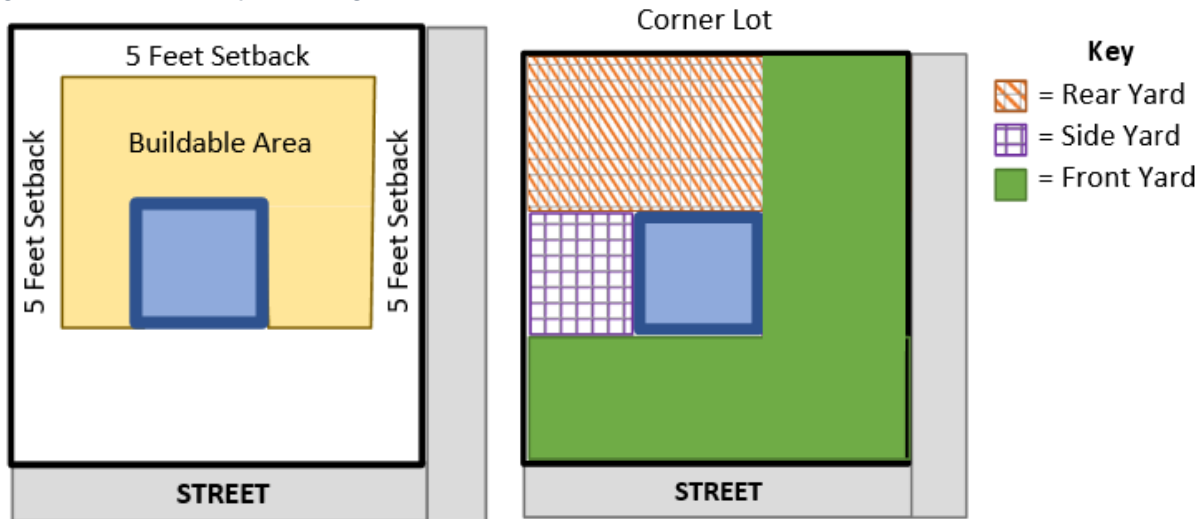 5 Feet Setback
Buildable Area
5 Feet Setback
5 Feet Setback
STREET
Corner Lot
STREET
Key
= Rear Yard
= Side Yard
= Front Yard